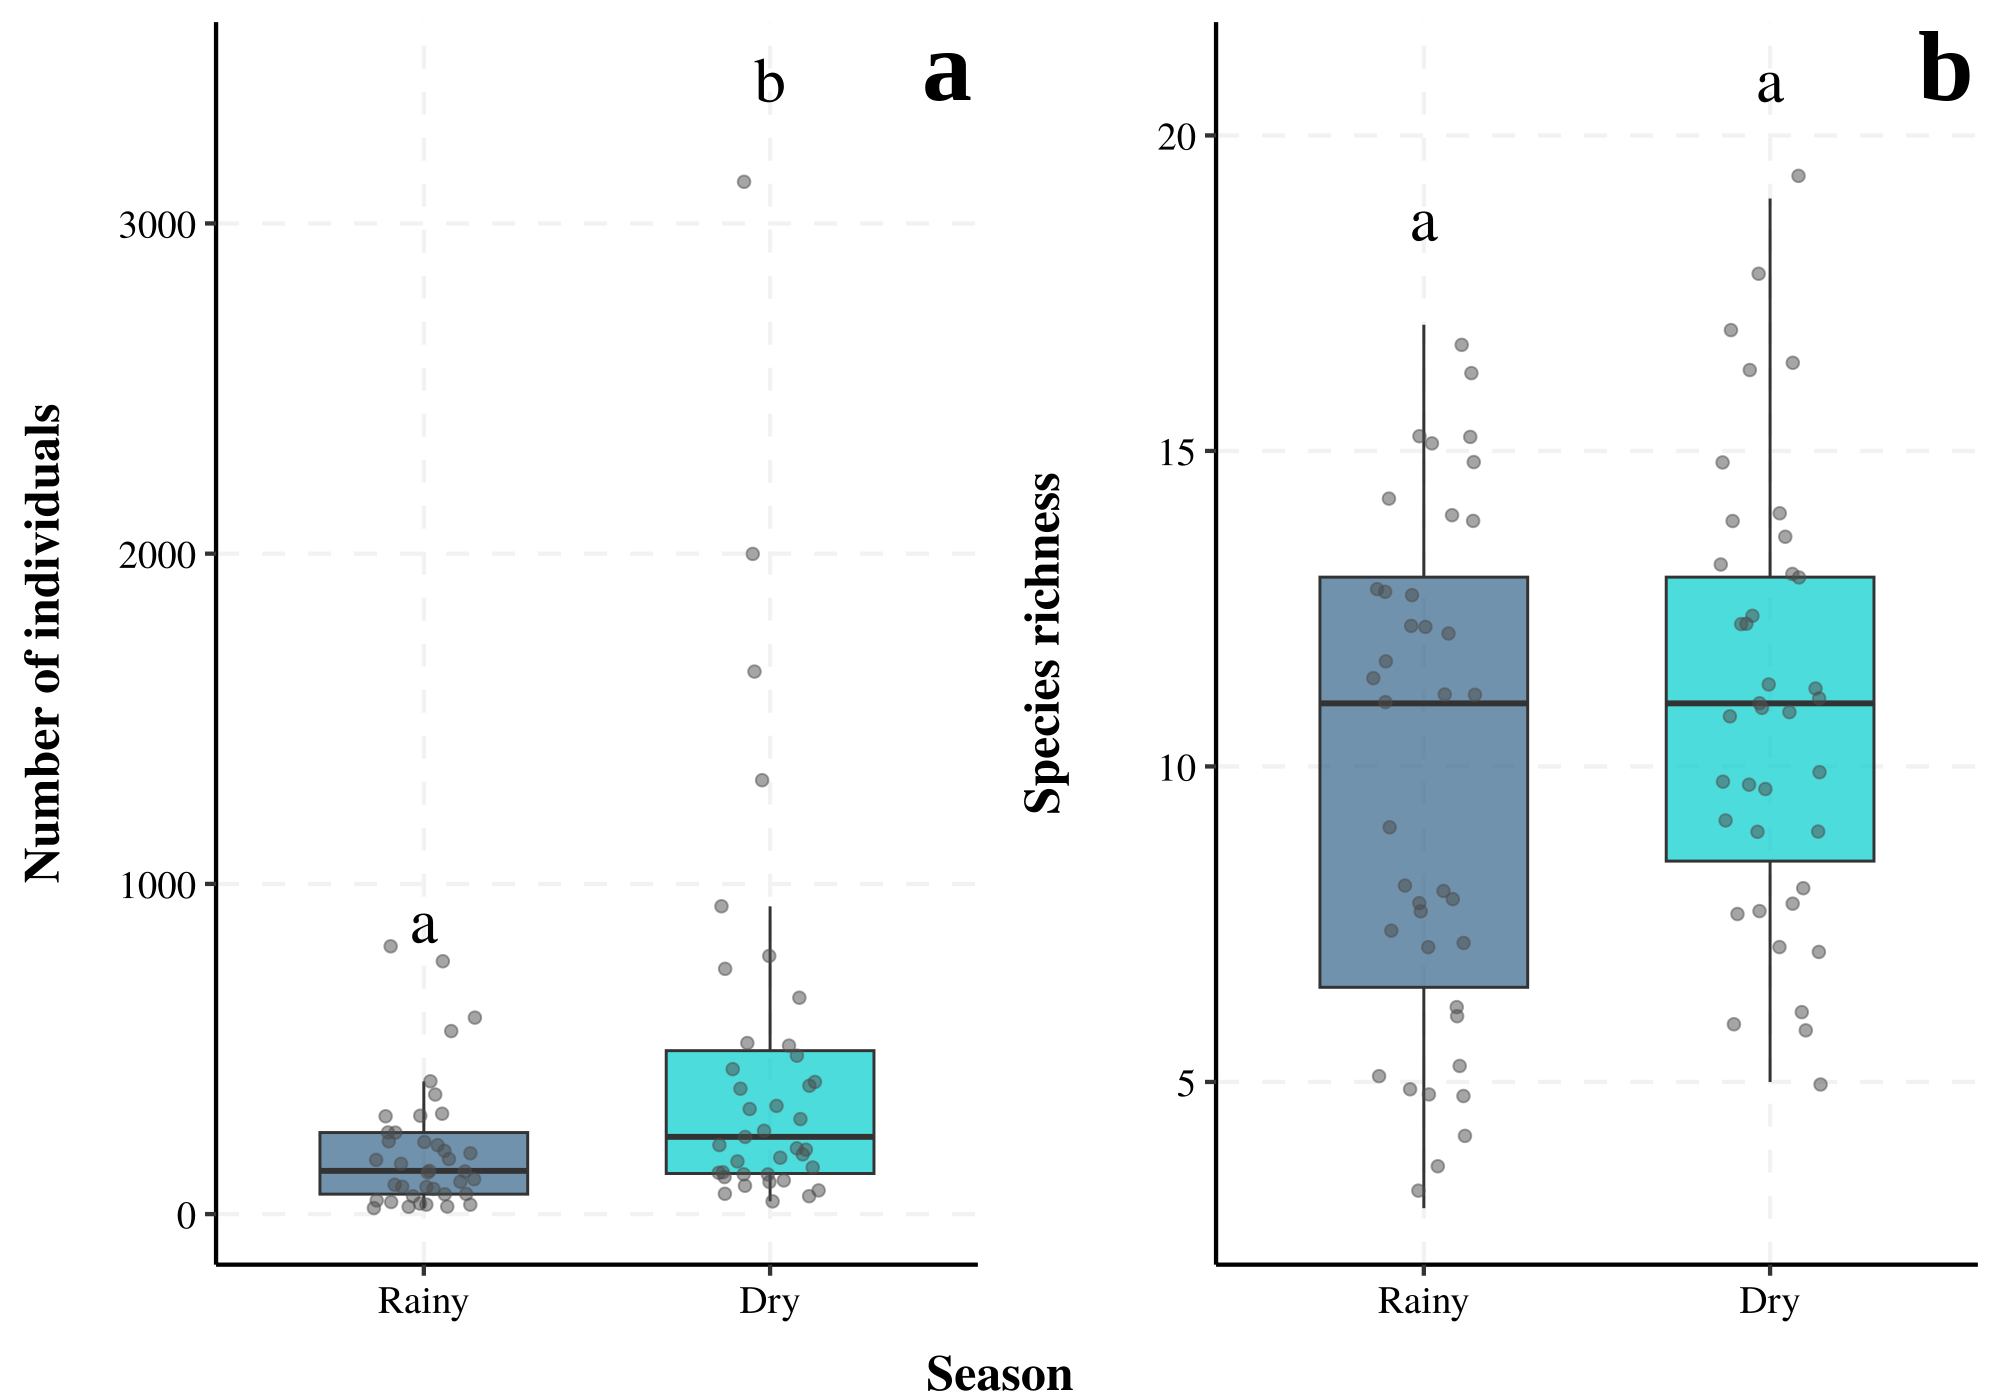 a
b
Number of individuals
3000
2000
1000
0
a
b
Rainy
Dry
Species richness
20
15
10
5
a
a
Rainy
Dry
Season